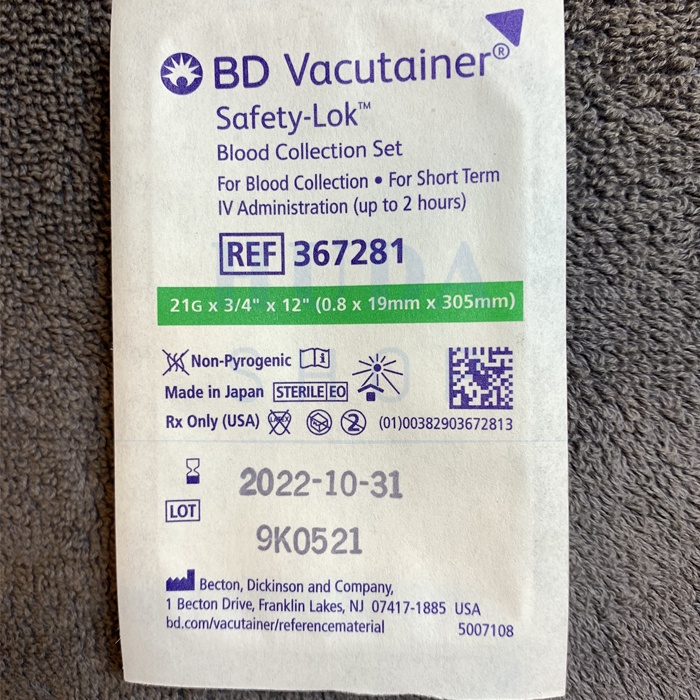 BD Vacutainer®
Safety-Lok™
Blood Collection Set
For Blood Collection • For Short Term
IV Administration (up to 2 hours)
REF 367281
21G x 3/4" x 12" (0.8 x 19mm x 305mm)
Non-Pyrogenic
Made in Japan STERILE EO
Rx Only (USA) LATEX 2 (01)00382903672813
2022-10-31
LOT
9K0521
Becton, Dickinson and Company,
1 Becton Drive, Franklin Lakes, NJ 07417-1885 USA
bd.com/vacutainer/referencematerial 5007108